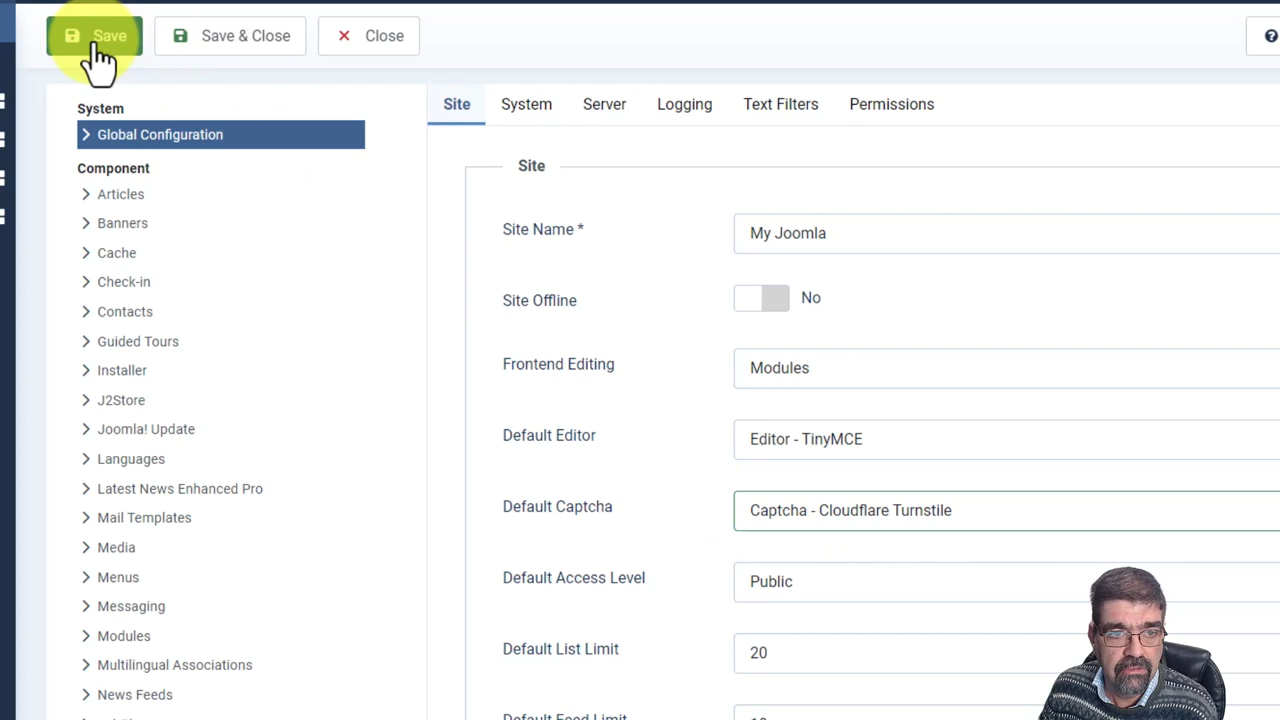 Save
Save & Close
Close
?
System
Global Configuration
Component
Articles
Banners
Cache
Check-in
Contacts
Guided Tours
Installer
J2Store
Joomla! Update
Languages
Latest News Enhanced Pro
Mail Templates
Media
Menus
Messaging
Modules
Multilingual Associations
News Feeds
Site
System
Server
Logging
Text Filters
Permissions
Site
Site Name *
My Joomla
Site Offline
No
Frontend Editing
Modules
Default Editor
Editor - TinyMCE
Default Captcha
Captcha - Cloudflare Turnstile
Default Access Level
Public
Default List Limit
20
Default Feed Limit